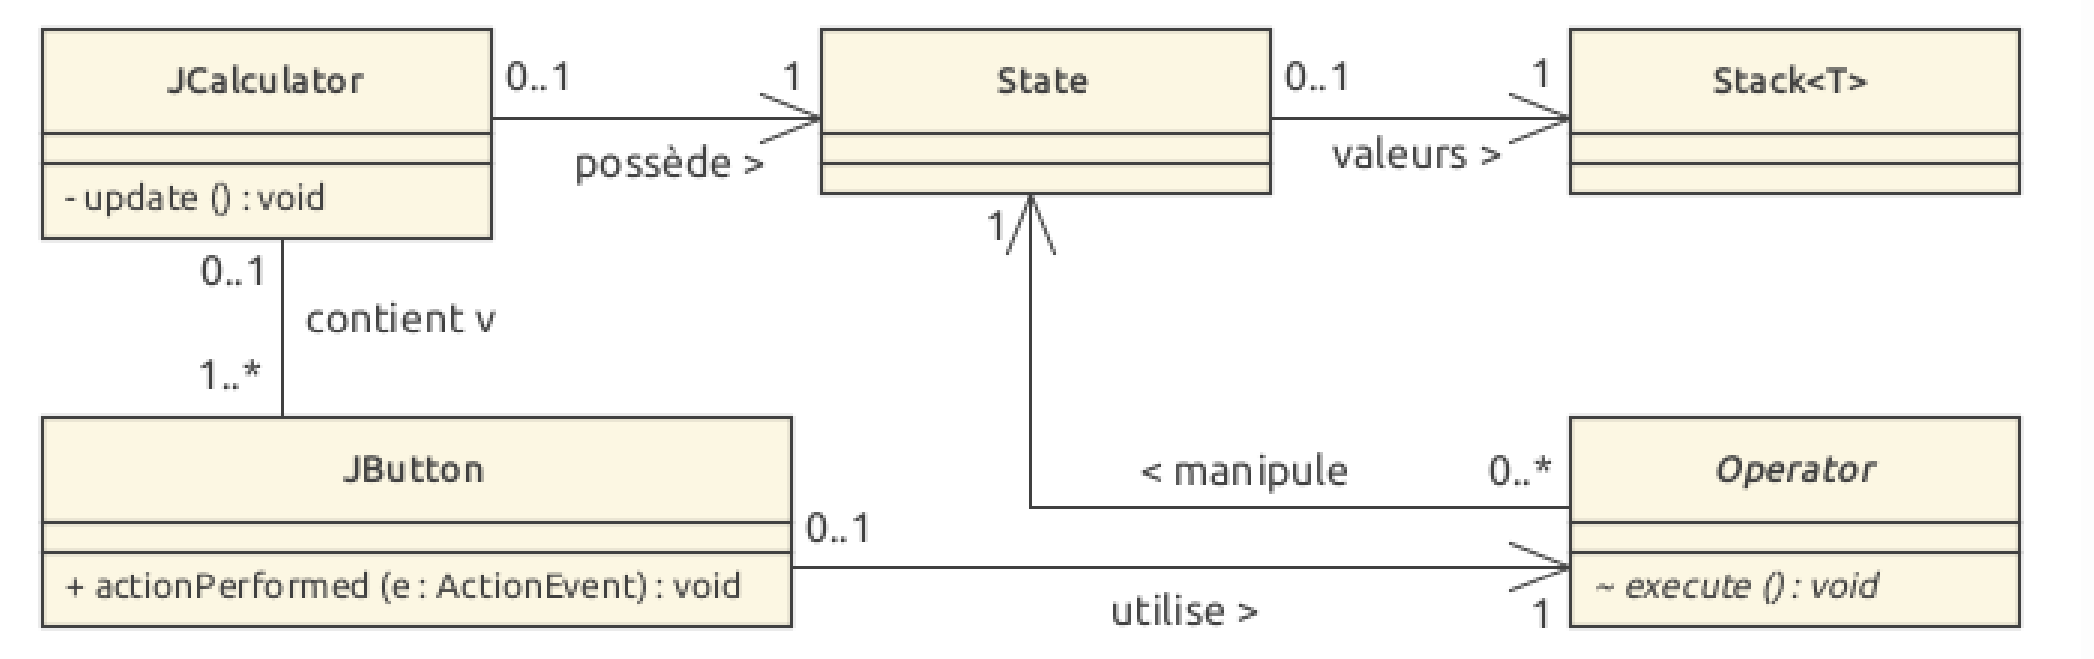 JCalculator
- update () : void
0..1
1
possède >
State
0..1
1
valeurs >
Stack<T>
0..1
contient v
1..*
1
JButton
+ actionPerformed (e : ActionEvent) : void
< manipule
0..*
0..1
utilise >
1
Operator
~ execute () : void